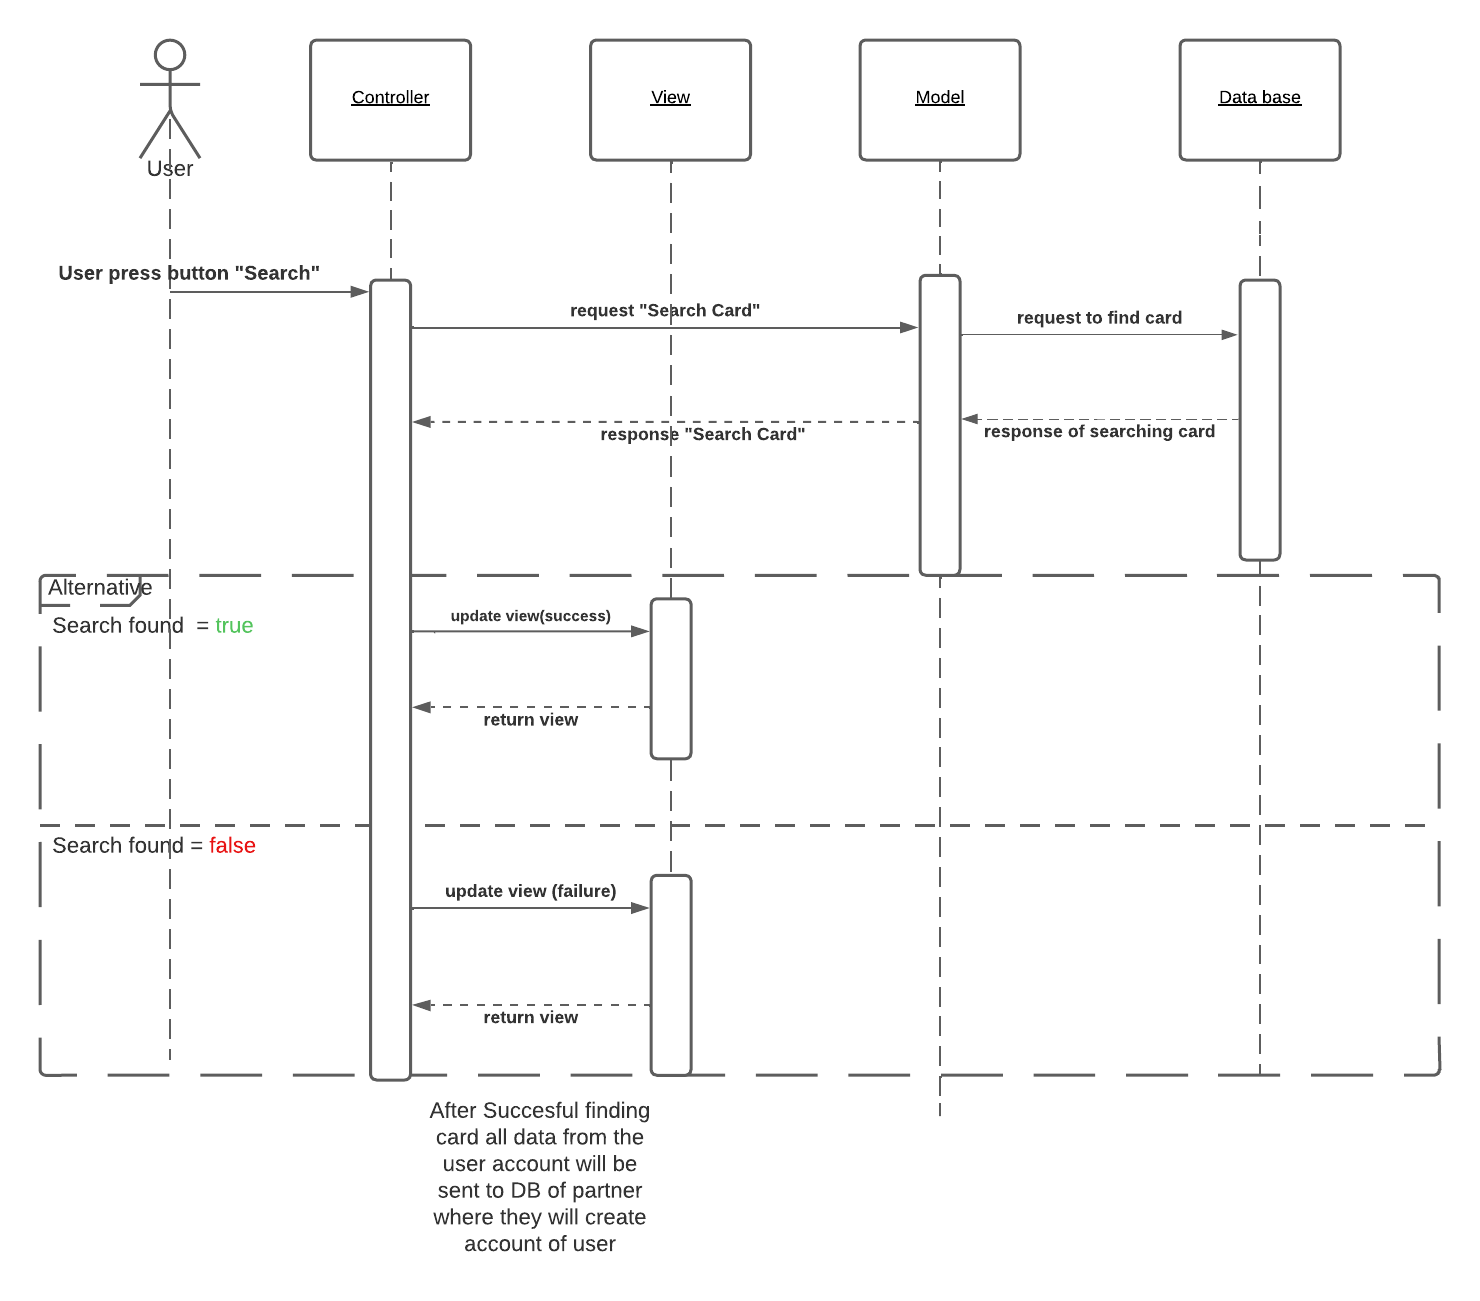 Controller
View
Model
Data base
User
User press button "Search"
request "Search Card"
request to find card
response "Search Card"
response of searching card
Alternative
Search found = true
update view(success)
return view
Search found = false
update view (failure)
return view
After Succesful finding
card all data from the
user account will be
sent to DB of partner
where they will create
account of user